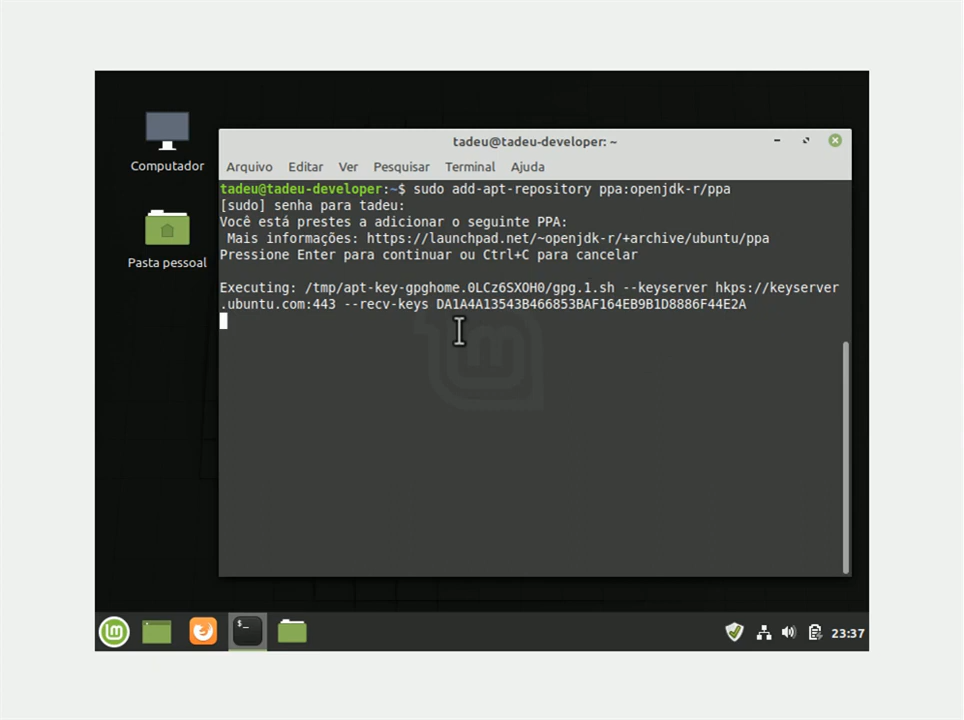 Computador
Pasta pessoal
tadeu@tadeu-developer: ~
Arquivo Editar Ver Pesquisar Terminal Ajuda
tadeu@tadeu-developer:~$ sudo add-apt-repository ppa:openjdk-r/ppa
[sudo] senha para tadeu:
Você está prestes a adicionar o seguinte PPA:
Mais informações: https://launchpad.net/~openjdk-r/+archive/ubuntu/ppa
Pressione Enter para continuar ou Ctrl+C para cancelar
Executing: /tmp/apt-key-gpghome.0LCz6SXOH0/gpg.1.sh --keyserver hkps://keyserver
.ubuntu.com:443 --recv-keys DA1A4A13543B466853BAF164EB9B1D8886F44E2A
23:37